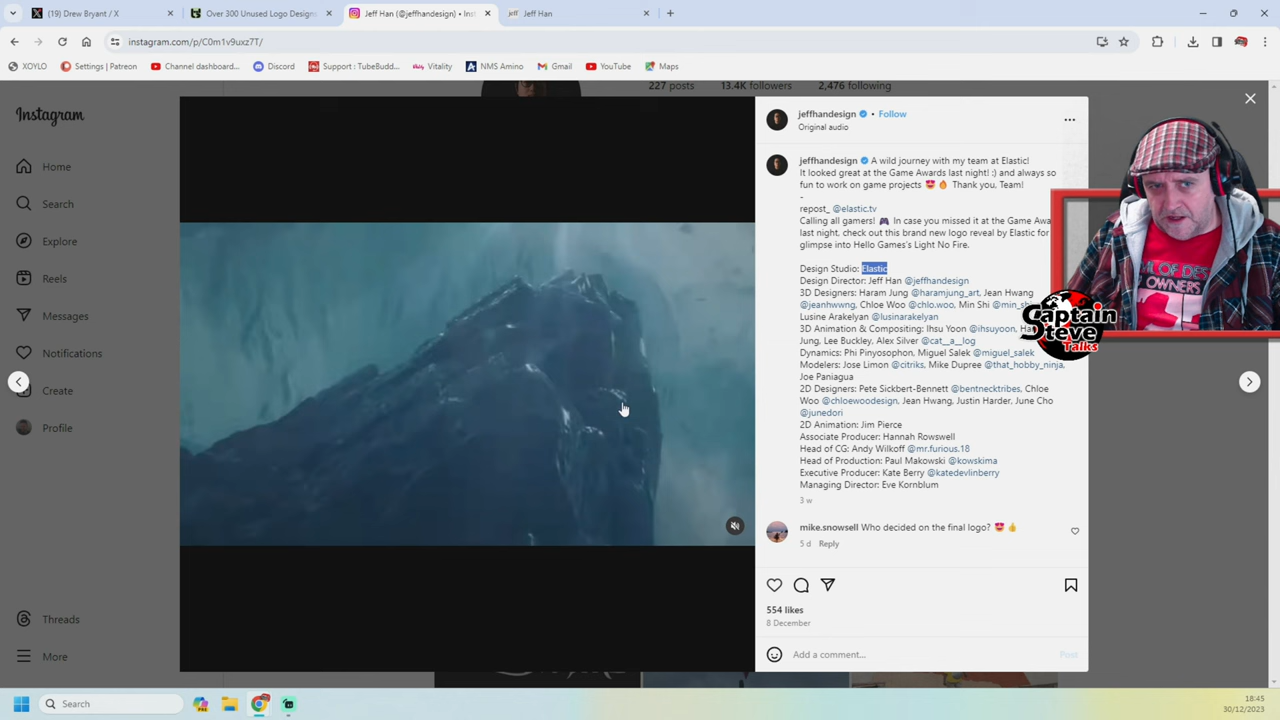 (19) Drew Bryant / X
Over 300 Unused Logo Designs
Jeff Han (@jeffhandesign) • Inst
jeff Jeff Han
instagram.com/p/C0m1v9uxz7T/
XOYLO
Settings | Patreon
Channel dashboard...
Discord
Support : TubeBudd...
Vitality
NMS Amino
Gmail
YouTube
Maps
227 posts 13.4K followers 2,476 following
Instagram
Home
Search
Explore
Reels
Messages
Notifications
Create
Profile
Threads
More
jeffhandesign • Follow
Original audio
jeffhandesign A wild journey with my team at Elastic!
It looked great at the Game Awards last night! :) and always so
fun to work on game projects 😍 🔥 Thank you, Team!
-
repost_ @elastic.tv
Calling all gamers! 🎮 In case you missed it at the Game Awa
last night, check out this brand new logo reveal by Elastic for
glimpse into Hello Games's Light No Fire.
Design Studio: Elastic
Design Director: Jeff Han @jeffhandesign
3D Designers: Haram Jung @haramjung_art, Jean Hwang
@jeanhwwng, Chloe Woo @chlo.woo, Min Shi @min_sh
Lusine Arakelyan @lusinarakelyan
3D Animation & Compositing: Ihsu Yoon @ihsuyoon, Ha
Jung, Lee Buckley, Alex Silver @cat__a__log
Dynamics: Phi Pinyosophon, Miguel Salek @miguel_salek
Modelers: Jose Limon @citriks, Mike Dupree @that_hobby_ninja,
Joe Paniagua
2D Designers: Pete Sickbert-Bennett @bentnecktribes, Chloe
Woo @chloewoodesign, Jean Hwang, Justin Harder, June Cho
@junedori
2D Animation: Jim Pierce
Associate Producer: Hannah Rowswell
Head of CG: Andy Wilkoff @mr.furious.18
Head of Production: Paul Makowski @kowskima
Executive Producer: Kate Berry @katedevlinberry
Managing Director: Eve Kornblum
3 w
mike.snowsell Who decided on the final logo? 😍 👍
5 d Reply
554 likes
8 December
Add a comment...
Post
Captain
Steve
Talks
OWNERS
Search
18:45
30/12/2023